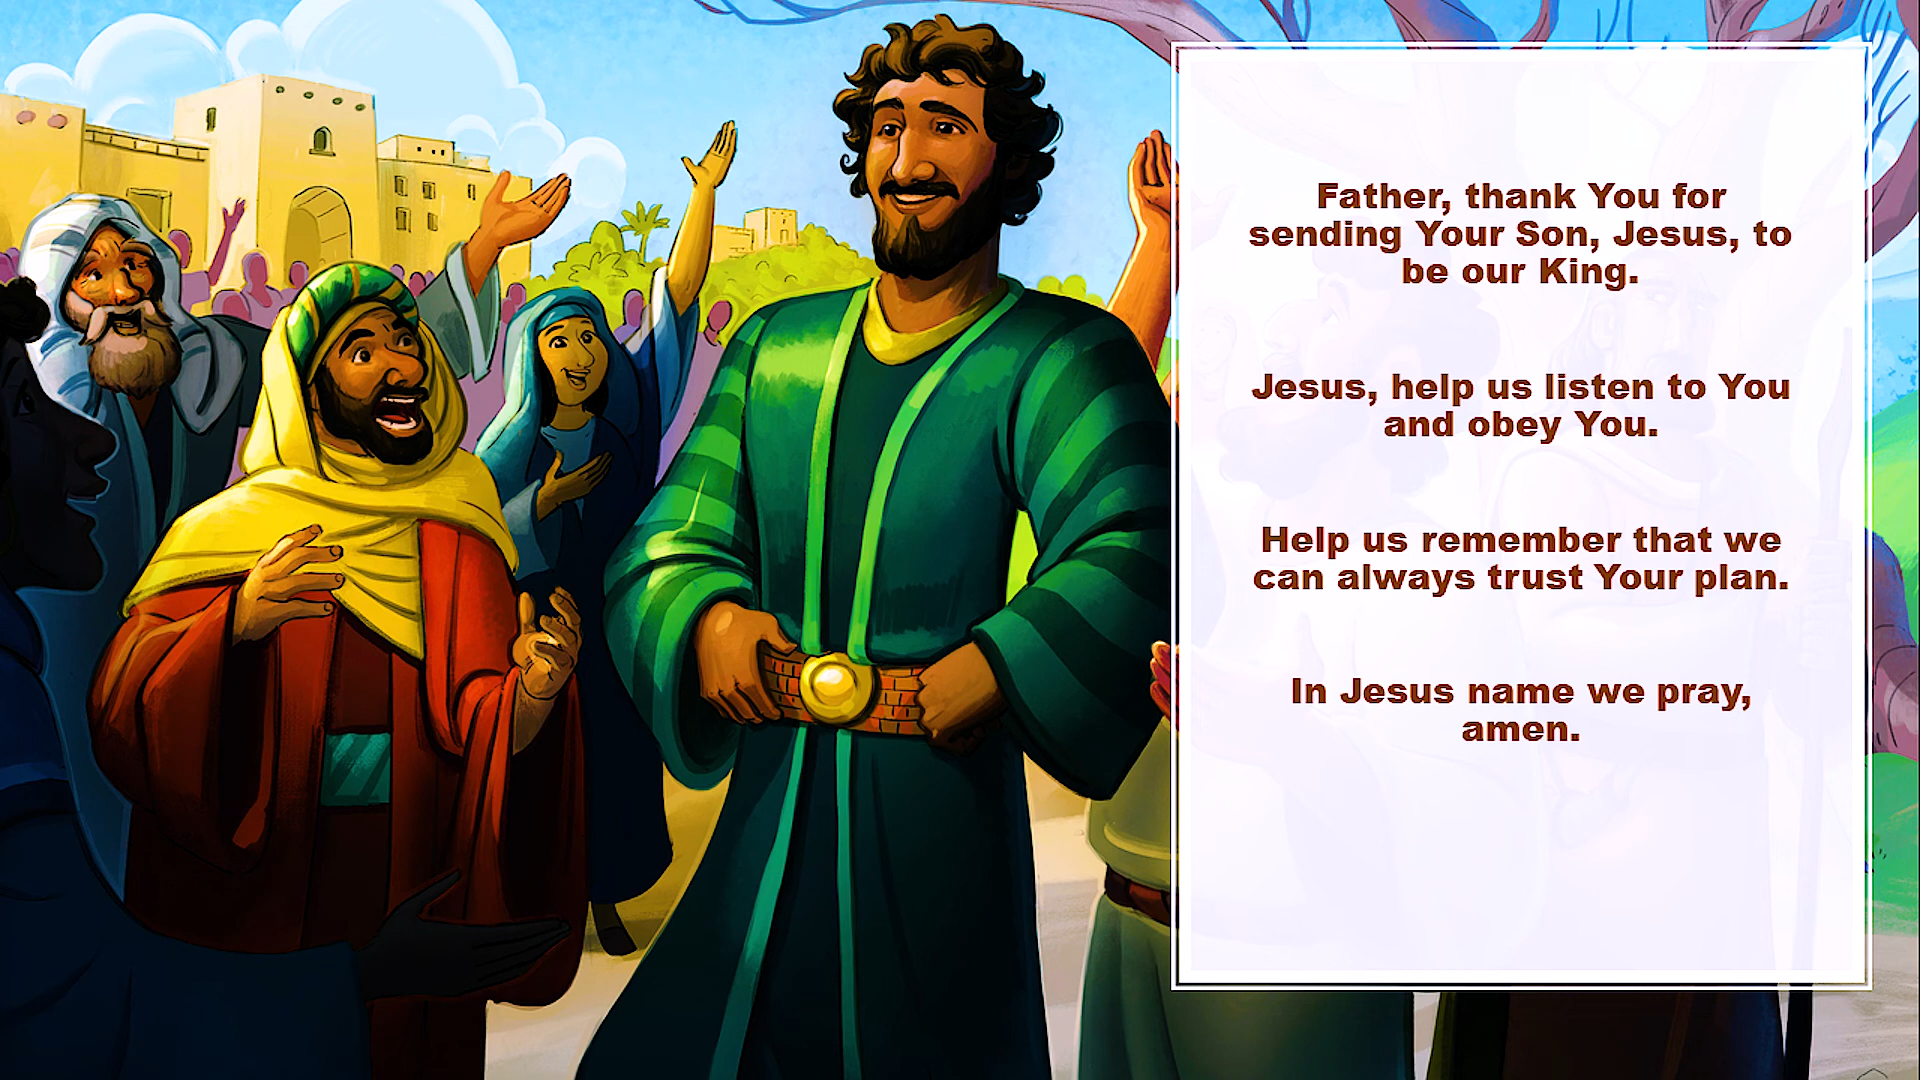 Father, thank You for
sending Your Son, Jesus, to
be our King.
Jesus, help us listen to You
and obey You.
Help us remember that we
can always trust Your plan.
In Jesus name we pray,
amen.